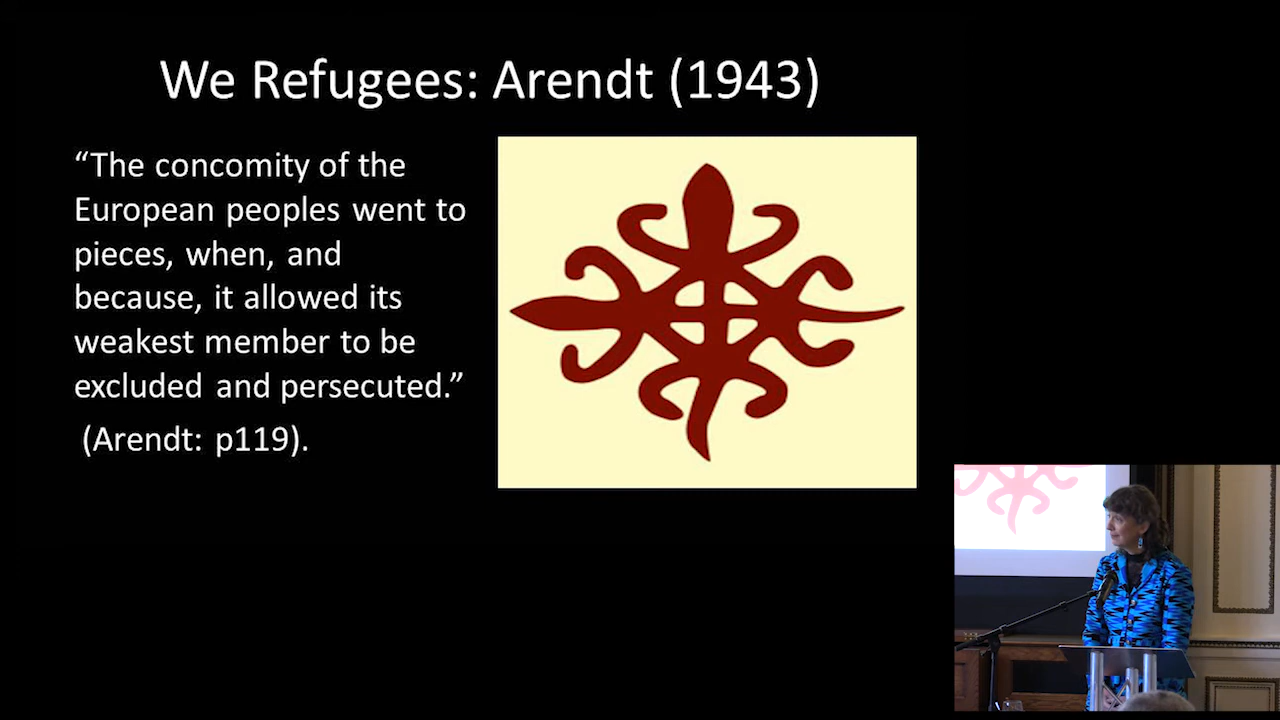 We Refugees: Arendt (1943)
“The concomity of the
European peoples went to
pieces, when, and
because, it allowed its
weakest member to be
excluded and persecuted.”
(Arendt: p119).